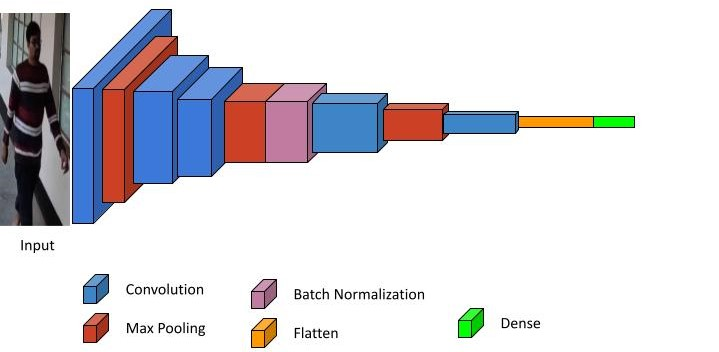 Input
Convolution
Batch Normalization
Max Pooling
Flatten
Dense